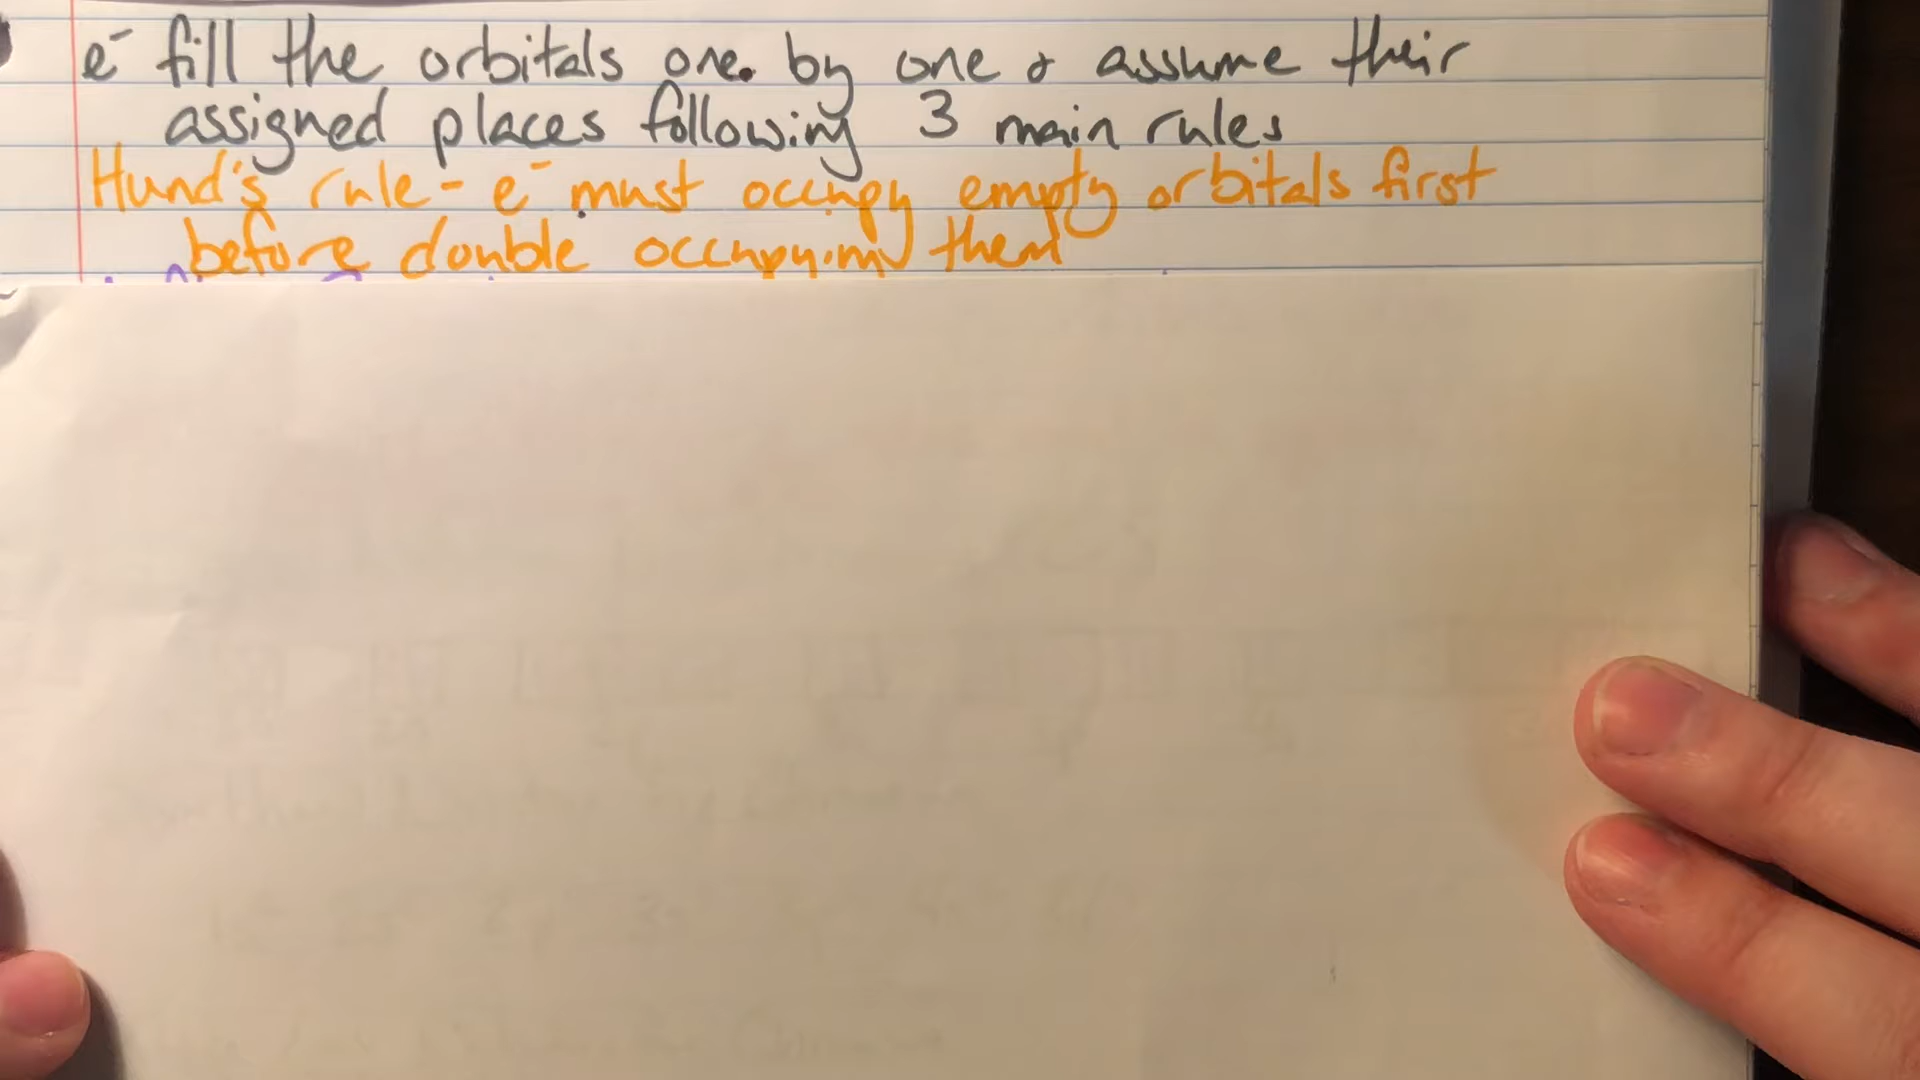 e⁻ fill the orbitals one by one & assume their
assigned places following 3 main rules
Hund's rule - e⁻ must occupy empty orbitals first
before double occupying them